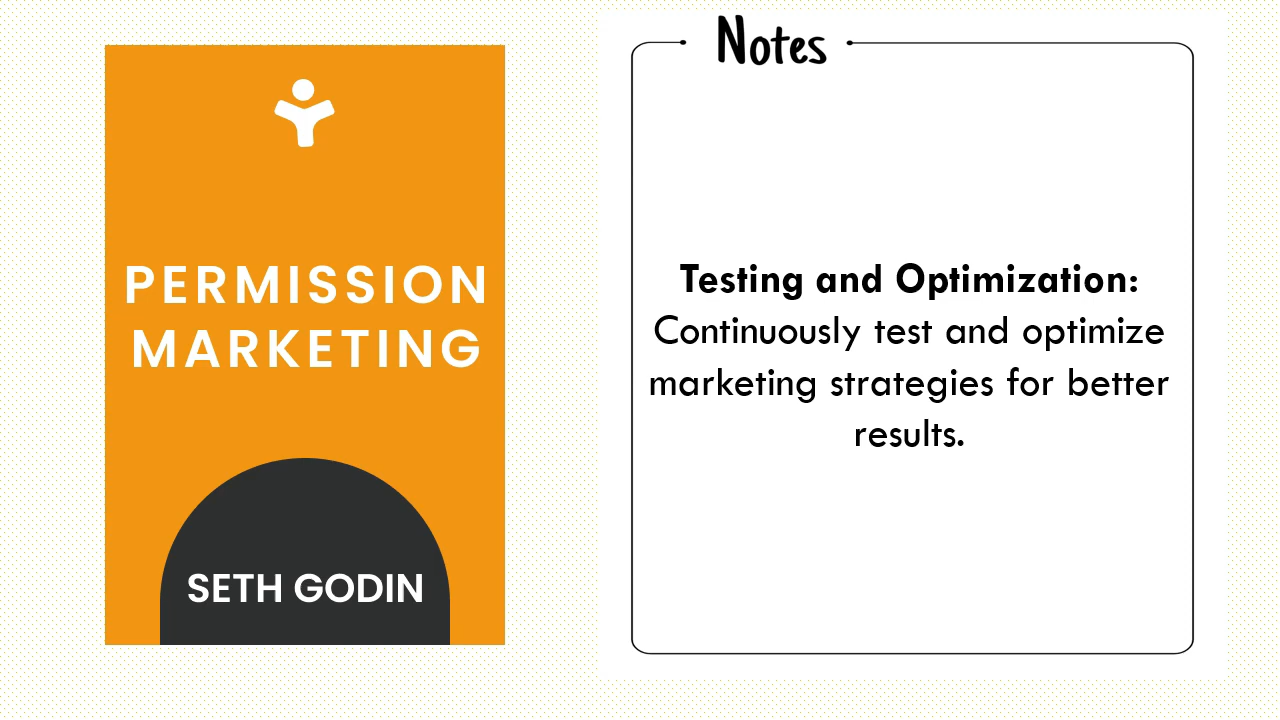 PERMISSION
MARKETING
SETH GODIN
Notes
Testing and Optimization:
Continuously test and optimize
marketing strategies for better
results.